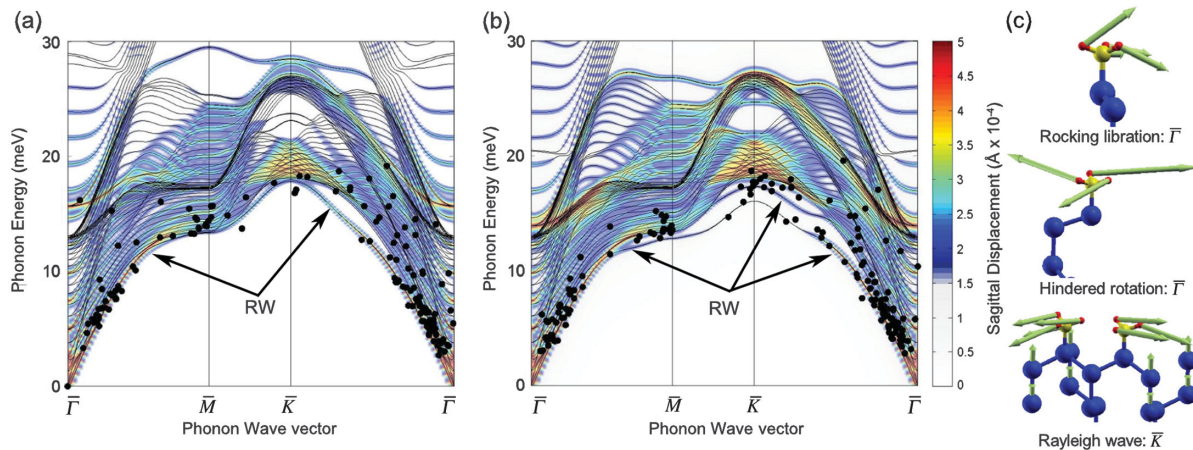 (a)
30
20
10
0
Phonon Energy (meV)
RW
Γ̄
M̄
K̄
Γ̄
Phonon Wave vector
(b)
30
20
10
0
Phonon Energy (meV)
RW
Γ̄
M̄
K̄
Γ̄
Phonon Wave vector
5
4.5
4
3.5
3
2.5
2
1.5
1
0.5
0
Sagittal Displacement (Å x 10⁻⁴)
(c)
Rocking libration: Γ̄
Hindered rotation: Γ̄
Rayleigh wave: K̄